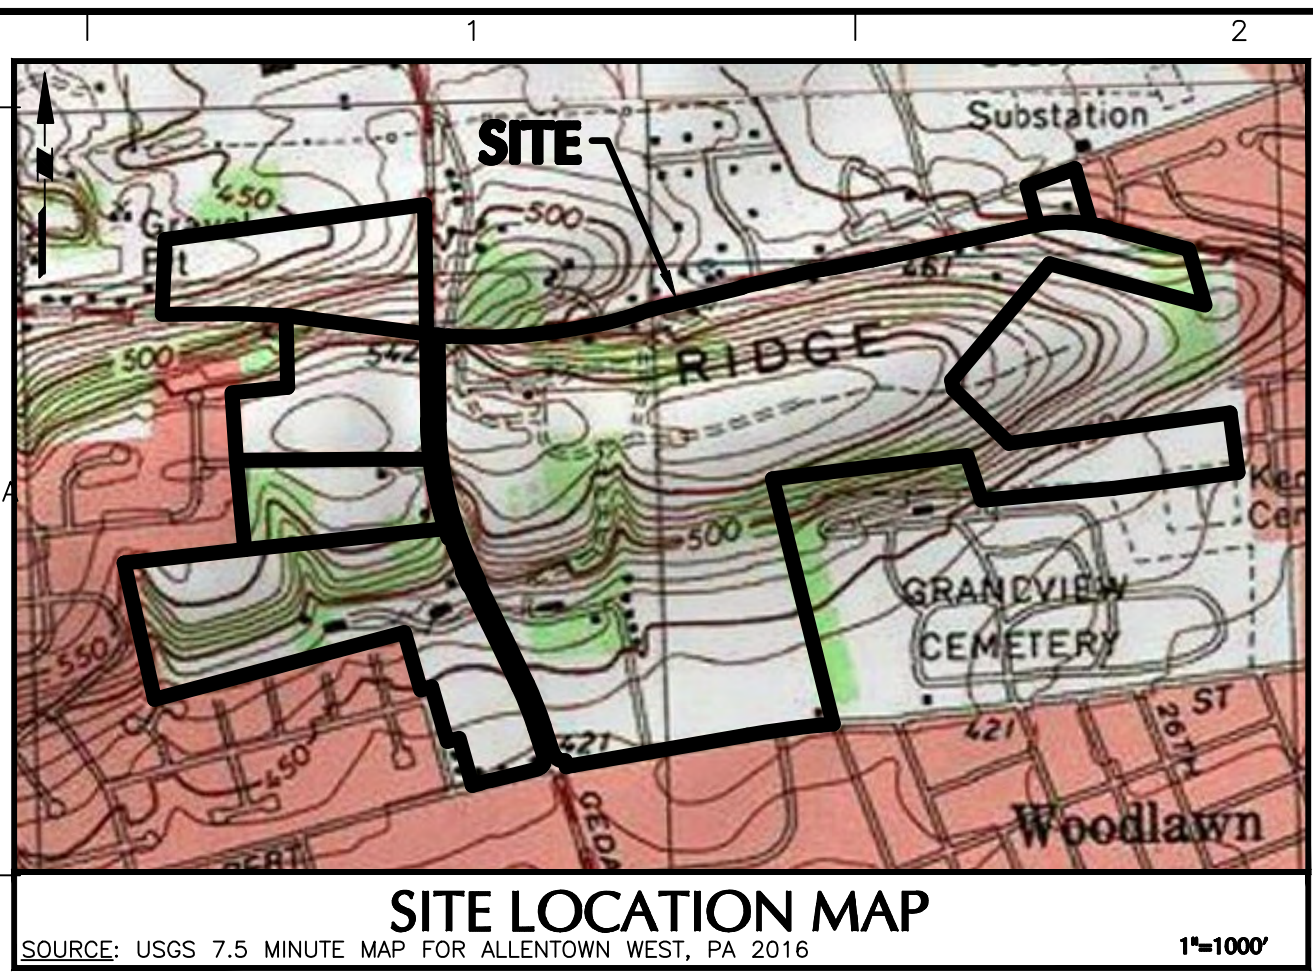 1
2
Substation
SITE
450
500
Gravel
Pit
461
500
542
RIDGE
500
GRANDVIEW
CEMETERY
550
ST
421
421
26TH
450
Woodlawn
A
SITE LOCATION MAP
SOURCE: USGS 7.5 MINUTE MAP FOR ALLENTOWN WEST, PA 2016
1"=1000'